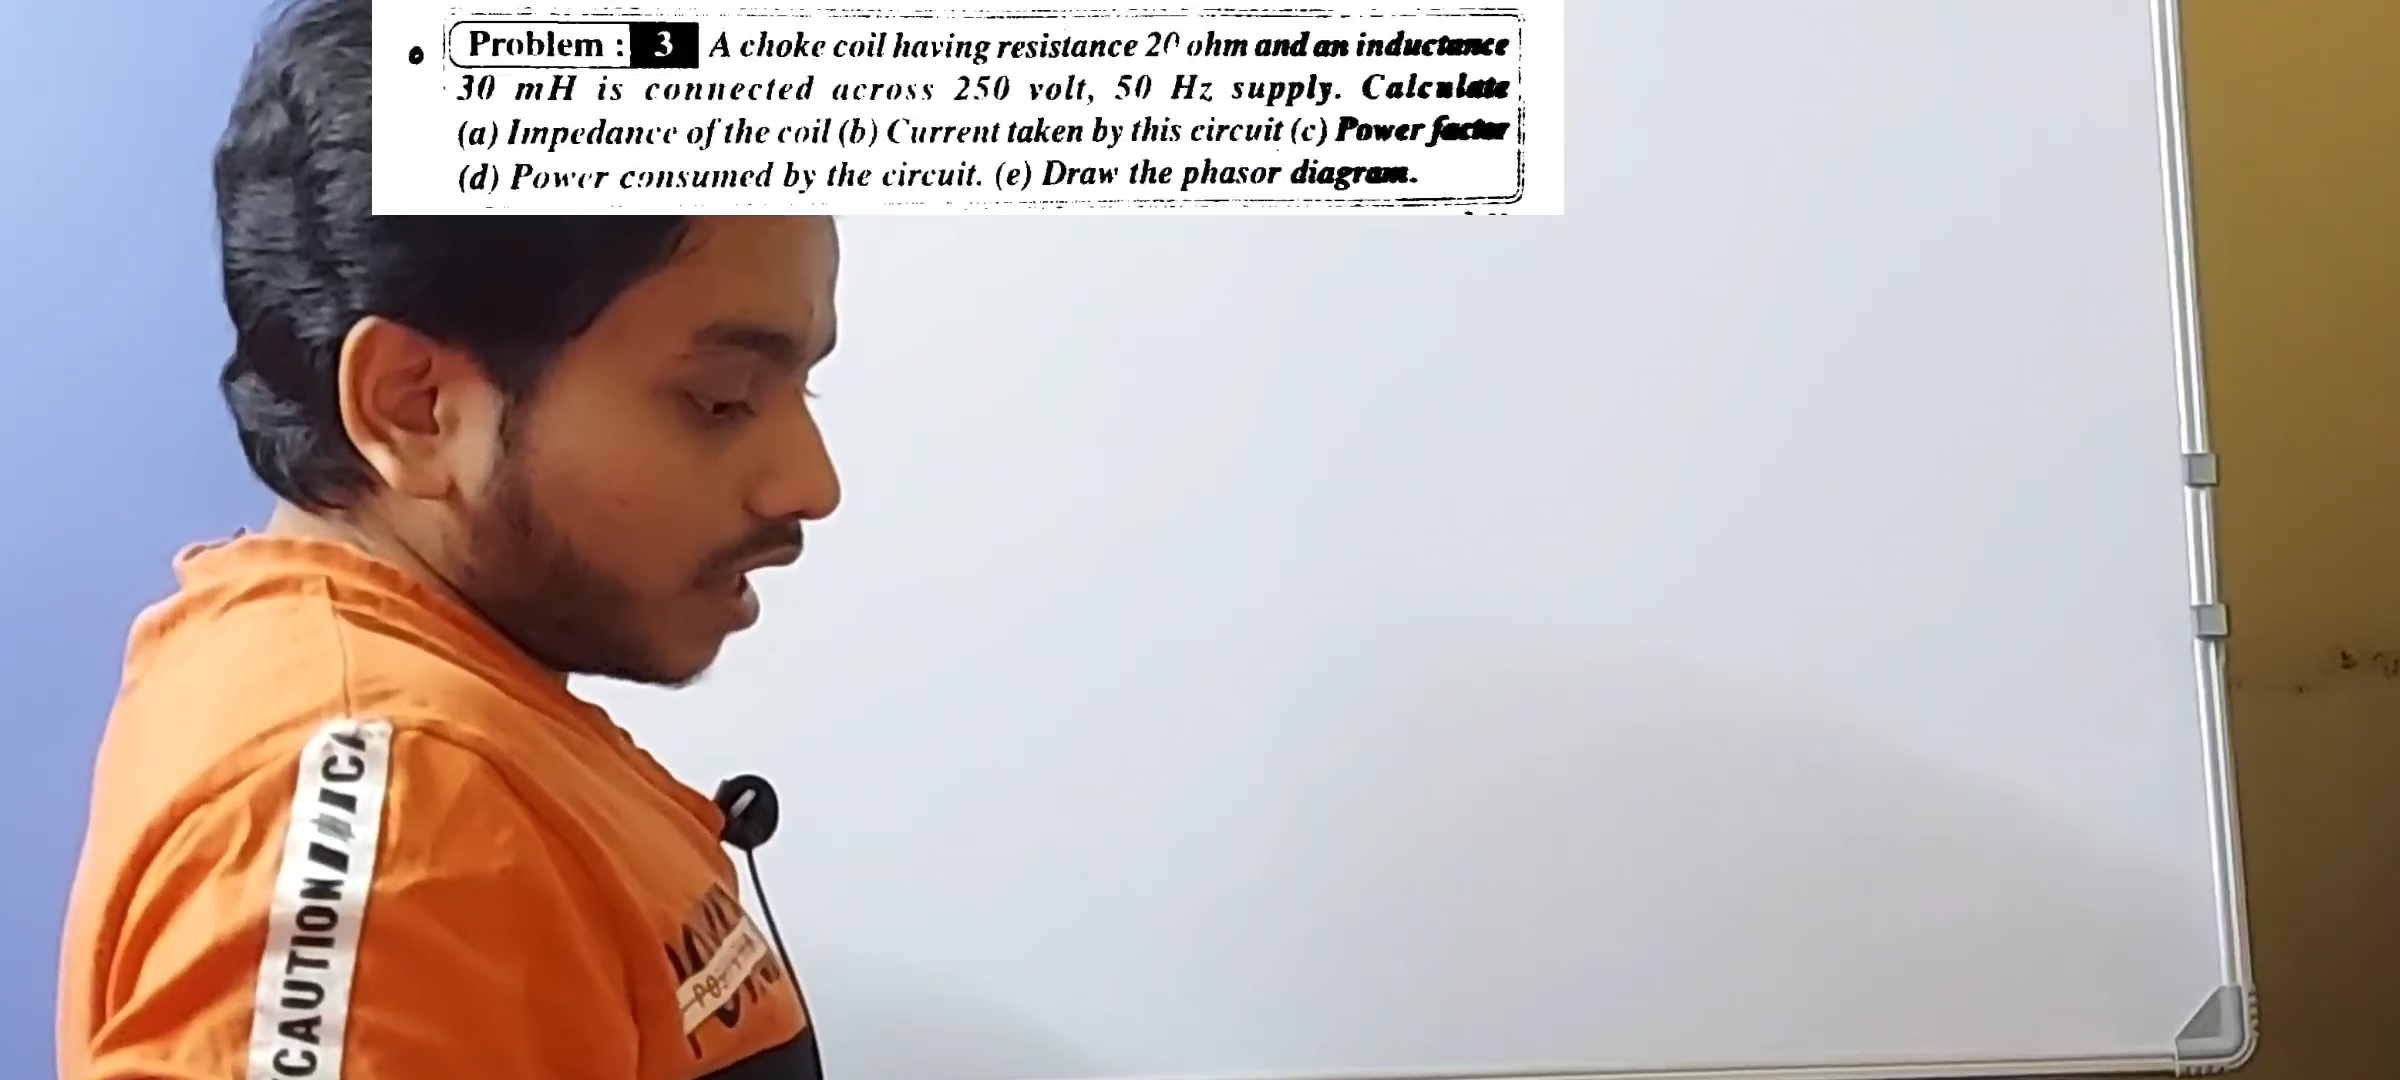 Problem : 3 A choke coil having resistance 20 ohm and an inductance
30 mH is connected across 250 volt, 50 Hz supply. Calculate
(a) Impedance of the coil (b) Current taken by this circuit (c) Power factor
(d) Power consumed by the circuit. (e) Draw the phasor diagram.
CAUTION